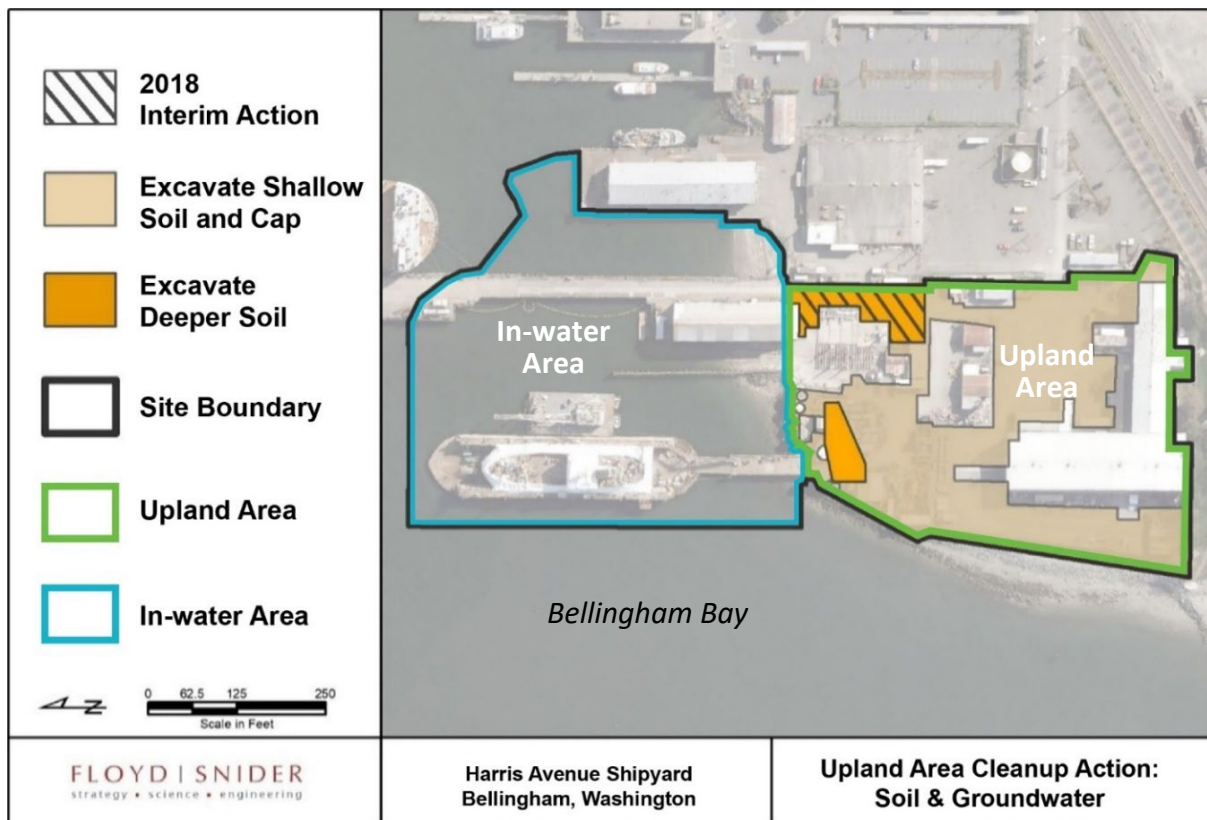 2018
Interim Action
Excavate Shallow
Soil and Cap
Excavate
Deeper Soil
Site Boundary
Upland Area
In-water Area
Z
0 62.5 125 250
Scale in Feet
In-water
Area
Upland
Area
Bellingham Bay
FLOYD | SNIDER
strategy • science • engineering
Harris Avenue Shipyard
Bellingham, Washington
Upland Area Cleanup Action:
Soil & Groundwater